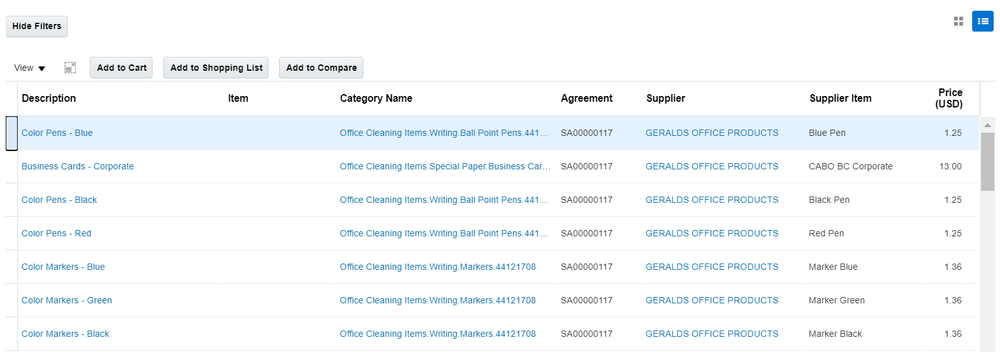 Hide Filters
View Add to Cart Add to Shopping List Add to Compare
Description Item Category Name Agreement Supplier Supplier Item Price (USD)
Color Pens - Blue Office Cleaning Items.Writing.Ball Point Pens.441... SA00000117 GERALDS OFFICE PRODUCTS Blue Pen 1.25
Business Cards - Corporate Office Cleaning Items.Special Paper.Business Car... SA00000117 GERALDS OFFICE PRODUCTS CABO BC Corporate 13.00
Color Pens - Black Office Cleaning Items.Writing.Ball Point Pens.441... SA00000117 GERALDS OFFICE PRODUCTS Black Pen 1.25
Color Pens - Red Office Cleaning Items.Writing.Ball Point Pens.441... SA00000117 GERALDS OFFICE PRODUCTS Red Pen 1.25
Color Markers - Blue Office Cleaning Items.Writing.Markers.44121708 SA00000117 GERALDS OFFICE PRODUCTS Marker Blue 1.36
Color Markers - Green Office Cleaning Items.Writing.Markers.44121708 SA00000117 GERALDS OFFICE PRODUCTS Marker Green 1.36
Color Markers - Black Office Cleaning Items.Writing.Markers.44121708 SA00000117 GERALDS OFFICE PRODUCTS Marker Black 1.36